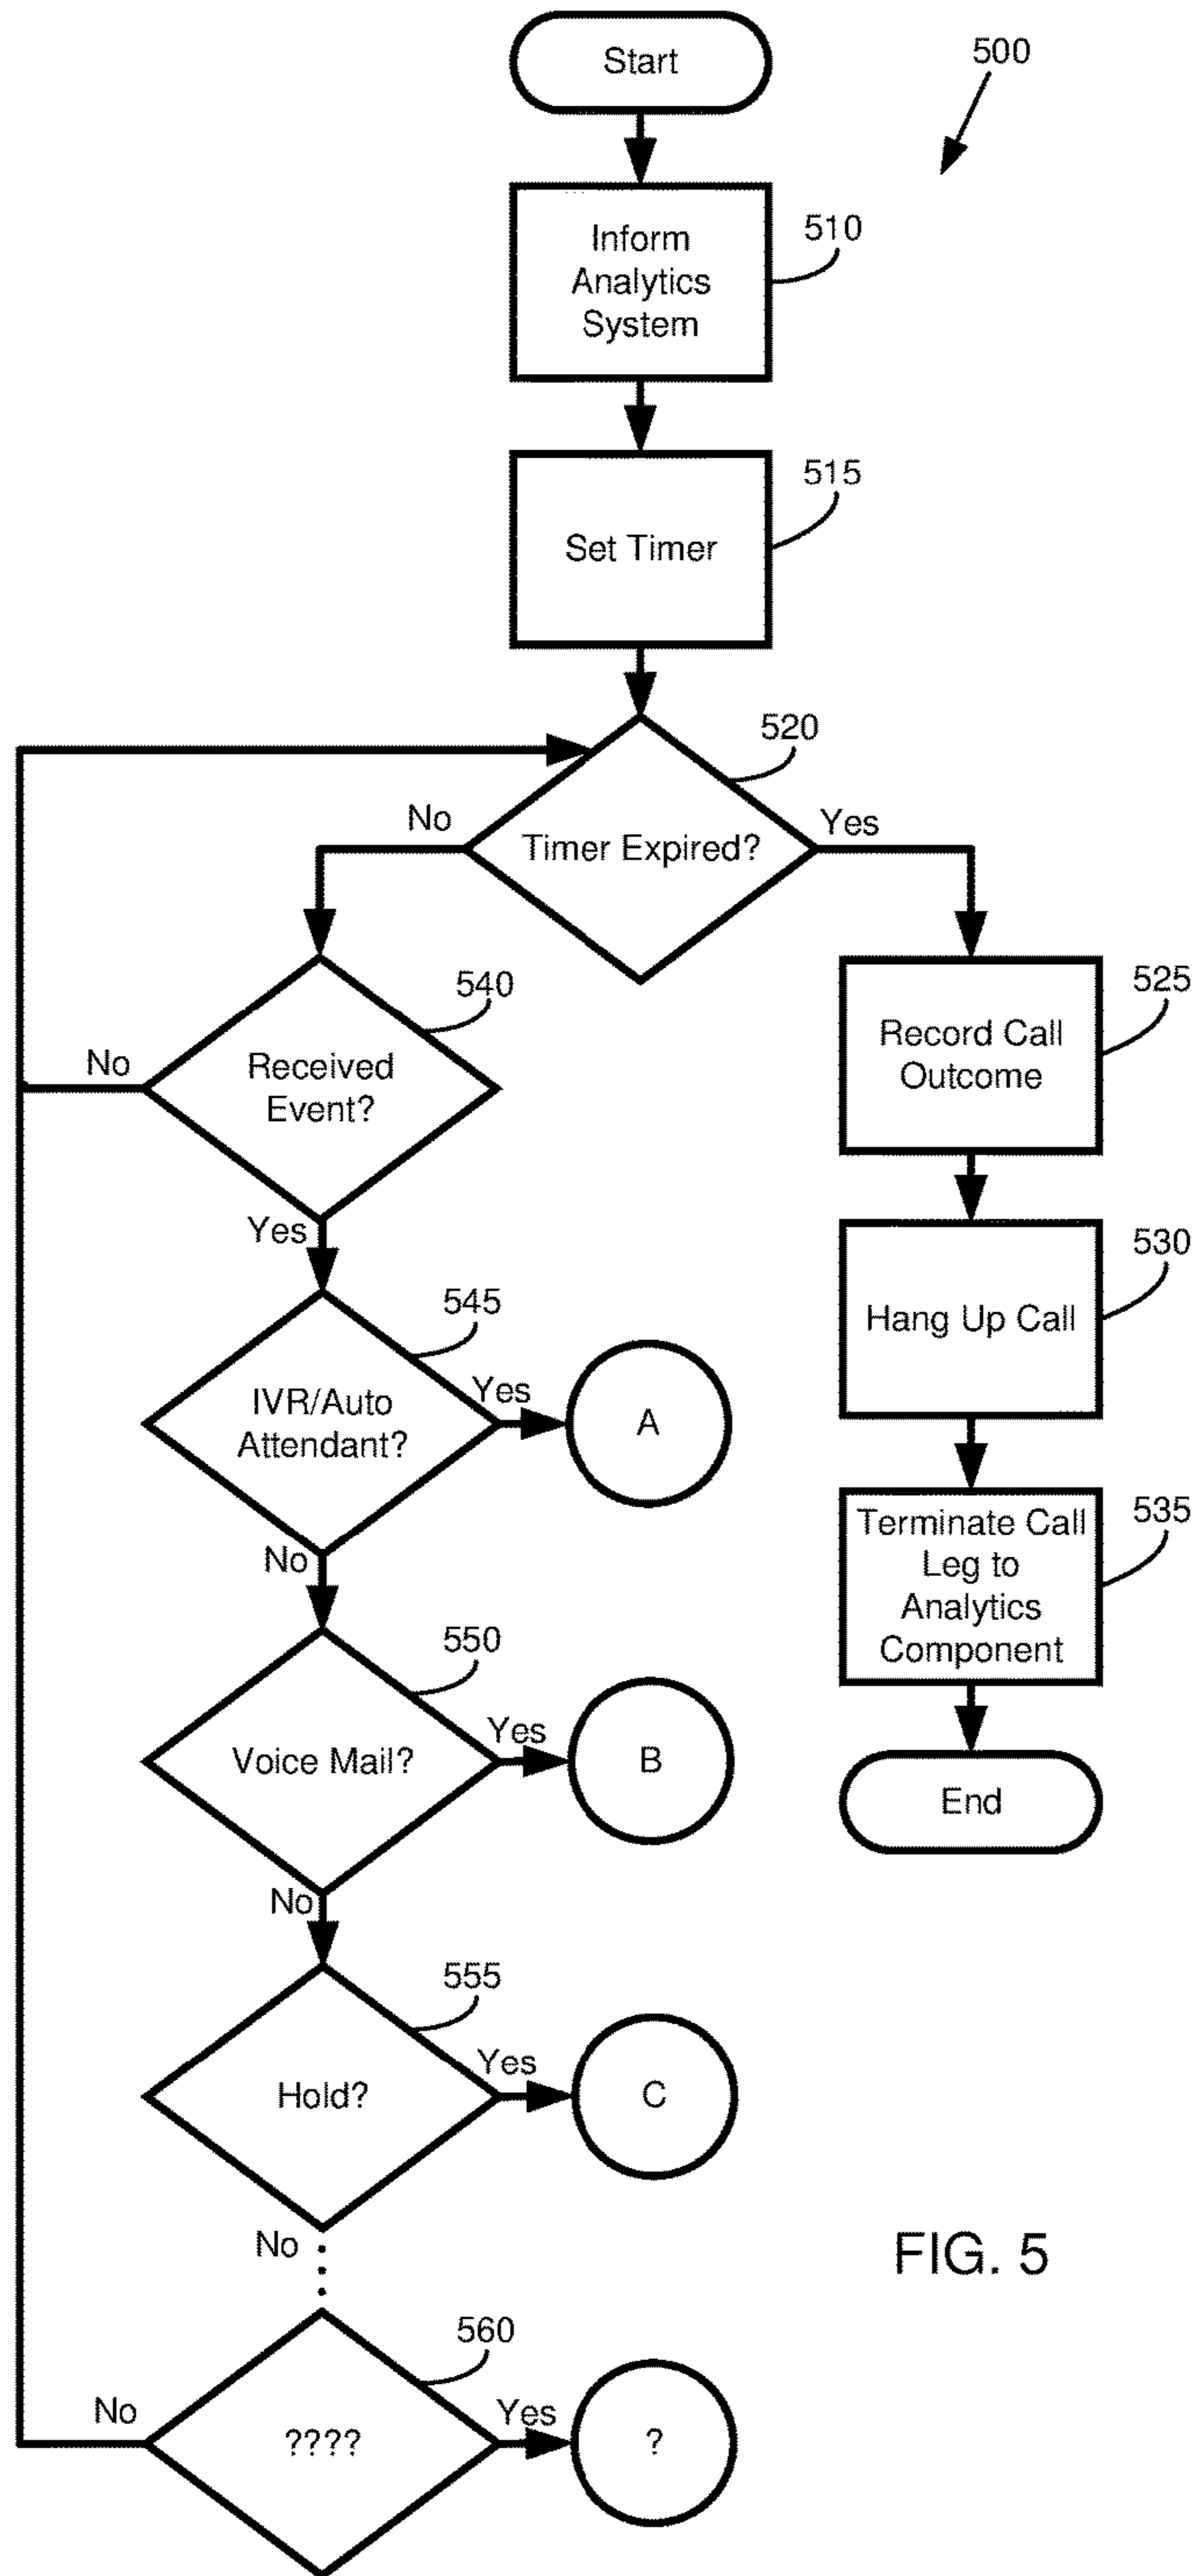 Start
500
Inform
Analytics
System
510
Set Timer
515
Timer Expired?
520
No
Yes
Received
Event?
540
No
Yes
Record Call
Outcome
525
Hang Up Call
530
IVR/Auto
Attendant?
545
Yes
A
No
Terminate Call
Leg to
Analytics
Component
535
Voice Mail?
550
Yes
B
No
End
Hold?
555
Yes
C
No
FIG. 5
????
560
No
Yes
?